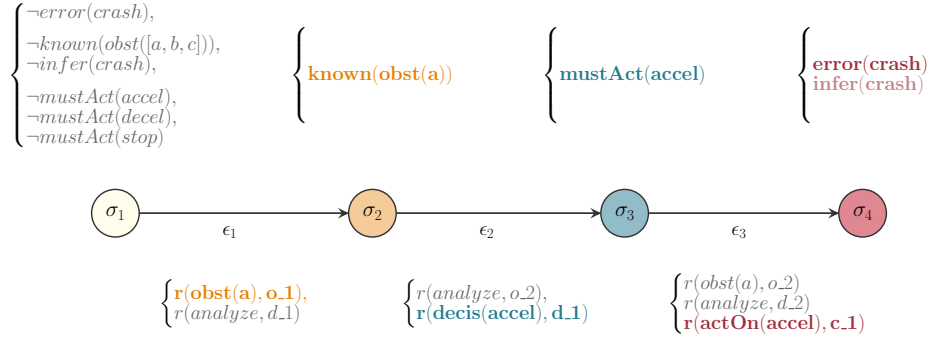 ¬error(crash),
¬known(obst([a, b, c])),
¬infer(crash),
¬mustAct(accel),
¬mustAct(decel),
¬mustAct(stop)
known(obst(a))
mustAct(accel)
error(crash)
infer(crash)
σ1 σ2 σ3 σ4
ϵ1 ϵ2 ϵ3
r(obst(a), o_1),
r(analyze, d_1)
r(analyze, o_2),
r(decis(accel), d_1)
r(obst(a), o_2)
r(analyze, d_2)
r(actOn(accel), c_1)